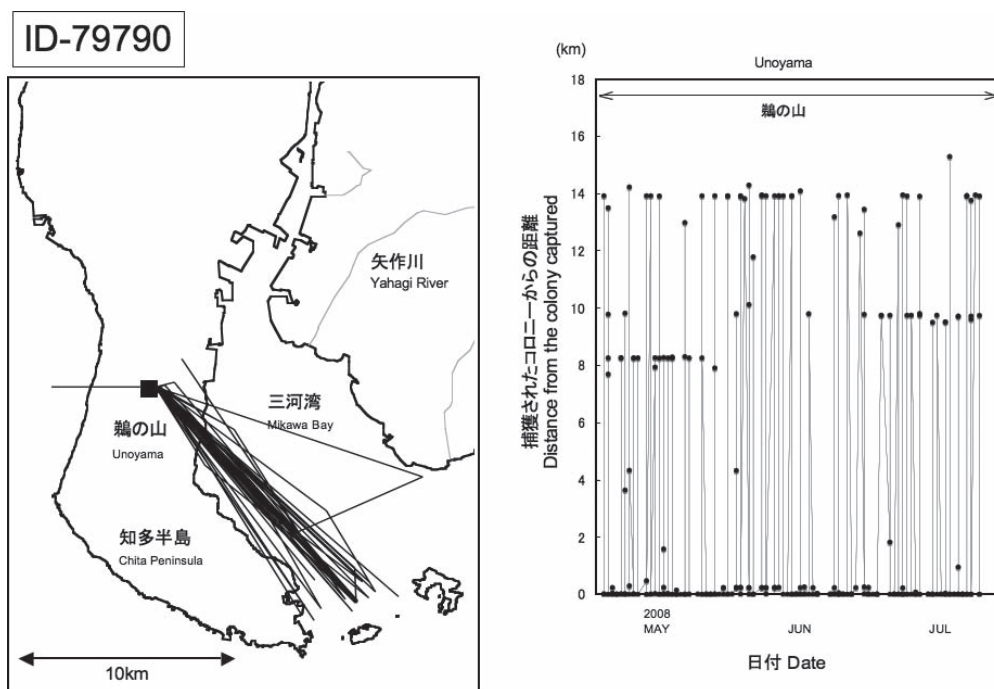 ID-79790
矢作川
Yahagi River
三河湾
Mikawa Bay
鵜の山
Unoyama
知多半島
Chita Peninsula
10km
(km)
Unoyama
鵜の山
18
16
14
12
10
8
6
4
2
0
捕獲されたコロニーからの距離
Distance from the colony captured
2008
MAY
JUN
JUL
日付 Date